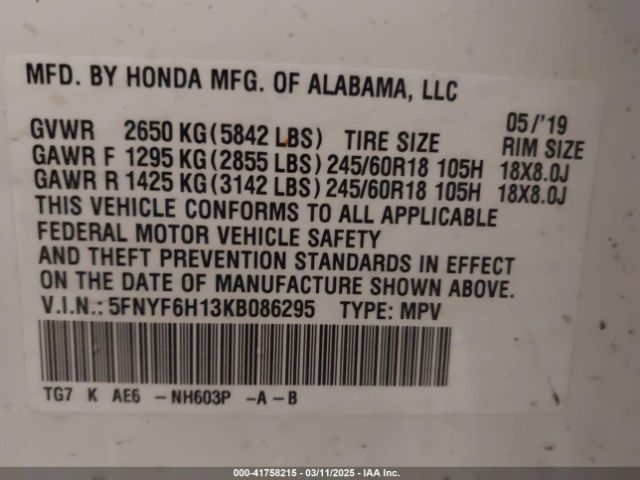 MFD. BY HONDA MFG. OF ALABAMA, LLC
05/'19
GVWR 2650 KG(5842 LBS) TIRE SIZE RIM SIZE
GAWR F 1295 KG(2855 LBS) 245/60R18 105H 18X8.0J
GAWR R 1425 KG(3142 LBS) 245/60R18 105H 18X8.0J
THIS VEHICLE CONFORMS TO ALL APPLICABLE
FEDERAL MOTOR VEHICLE SAFETY
AND THEFT PREVENTION STANDARDS IN EFFECT
ON THE DATE OF MANUFACTURE SHOWN ABOVE.
V.I.N.: 5FNYF6H13KB086295 TYPE: MPV
TG7 K AE6 -NH603P -A -B
000-41758215 - 03/11/2025 - IAA Inc.